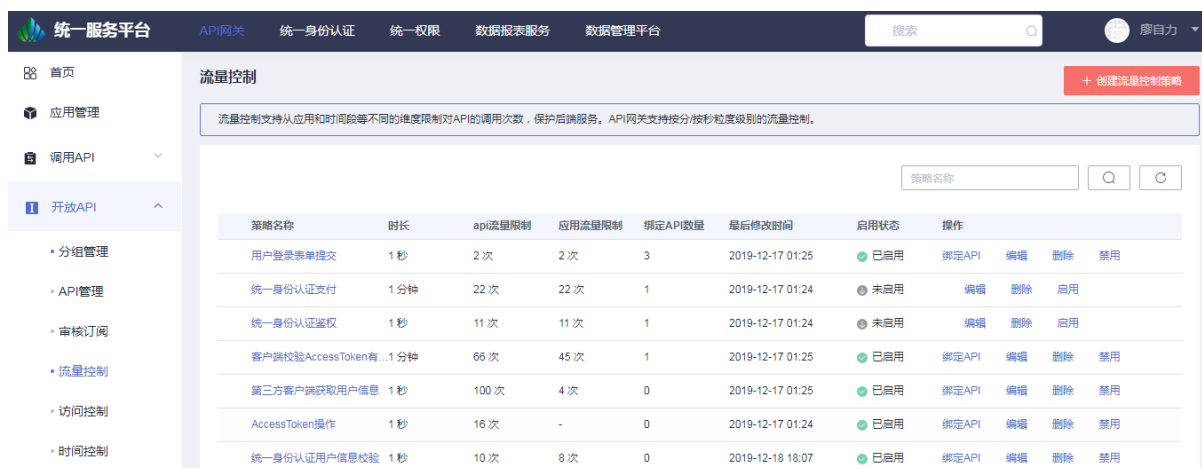 统一服务平台 API网关 统一身份认证 统一权限 数据报表服务 数据管理平台 搜索 廖自力
首页
应用管理
调用API
开放API
• 分组管理
• API管理
• 审核订阅
• 流量控制
• 访问控制
• 时间控制
流量控制 + 创建流量控制策略
流量控制支持从应用和时间段等不同的维度限制对API的调用次数，保护后端服务。API网关支持按分/按秒粒度级别的流量控制。
策略名称
策略名称 时长 api流量限制 应用流量限制 绑定API数量 最后修改时间 启用状态 操作
用户登录表单提交 1 秒 2 次 2 次 3 2019-12-17 01:25 已启用 绑定API 编辑 删除 禁用
统一身份认证支付 1 分钟 22 次 22 次 1 2019-12-17 01:24 未启用 编辑 删除 启用
统一身份认证监权 1 秒 11 次 11 次 1 2019-12-17 01:24 未启用 编辑 删除 启用
客户端校验AccessToken有... 1 分钟 66 次 45 次 1 2019-12-17 01:25 已启用 绑定API 编辑 删除 禁用
第三方客户端获取用户信息 1 秒 100 次 4 次 0 2019-12-17 01:25 已启用 绑定API 编辑 删除 禁用
AccessToken操作 1 秒 16 次 - 0 2019-12-17 01:24 已启用 绑定API 编辑 删除 禁用
统一身份认证用户信息校验 1 秒 10 次 8 次 0 2019-12-18 18:07 已启用 绑定API 编辑 删除 禁用